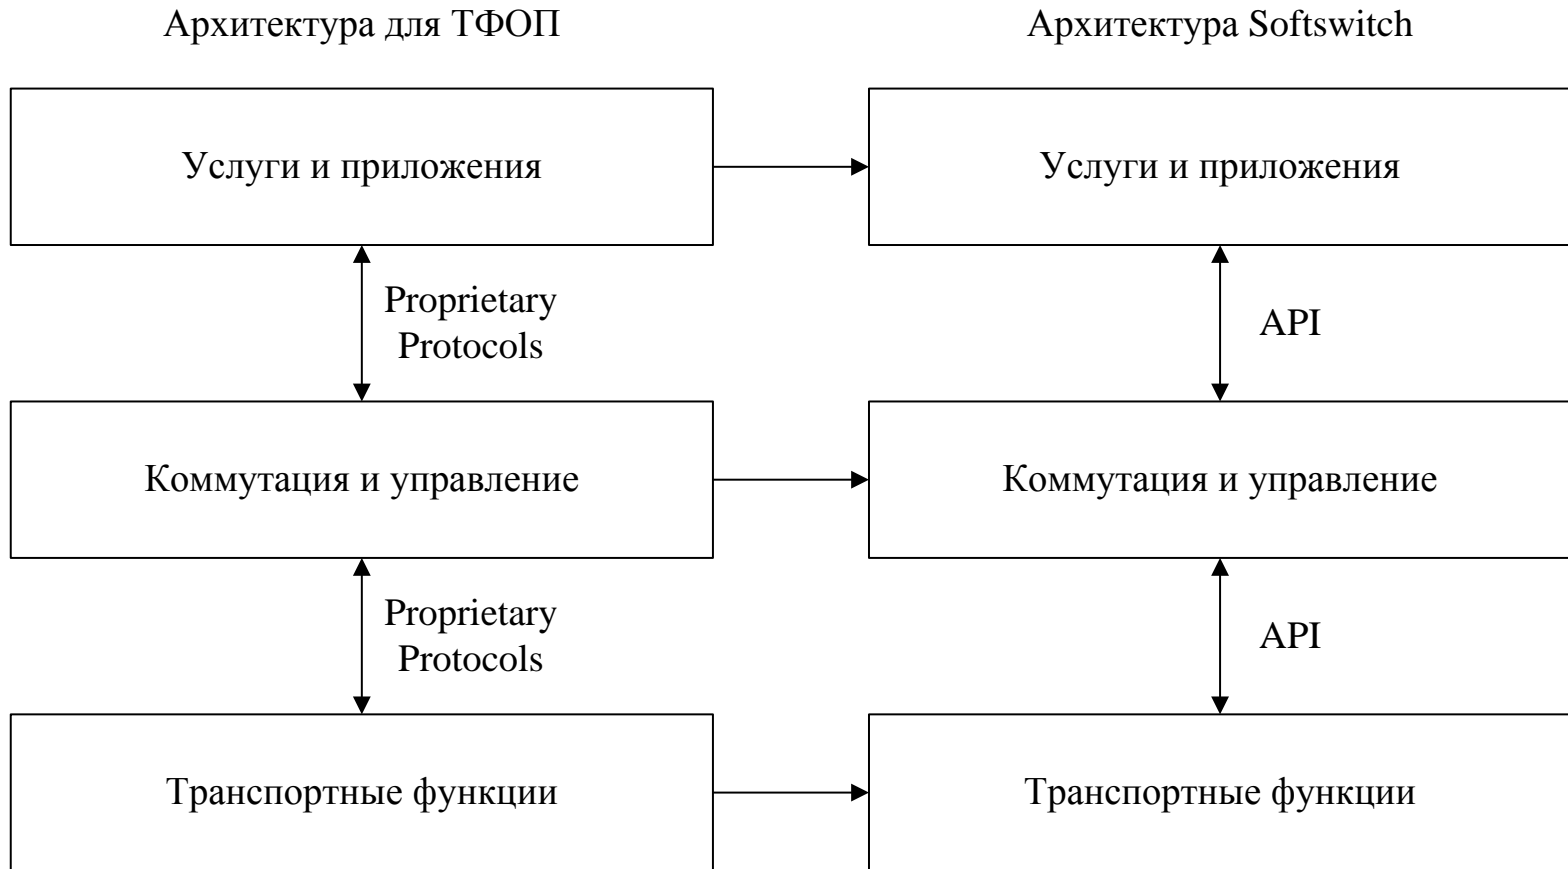 Архитектура для ТФОП
Архитектура Softswitch
Услуги и приложения
Услуги и приложения
Proprietary
Protocols
API
Коммутация и управление
Коммутация и управление
Proprietary
Protocols
API
Транспортные функции
Транспортные функции